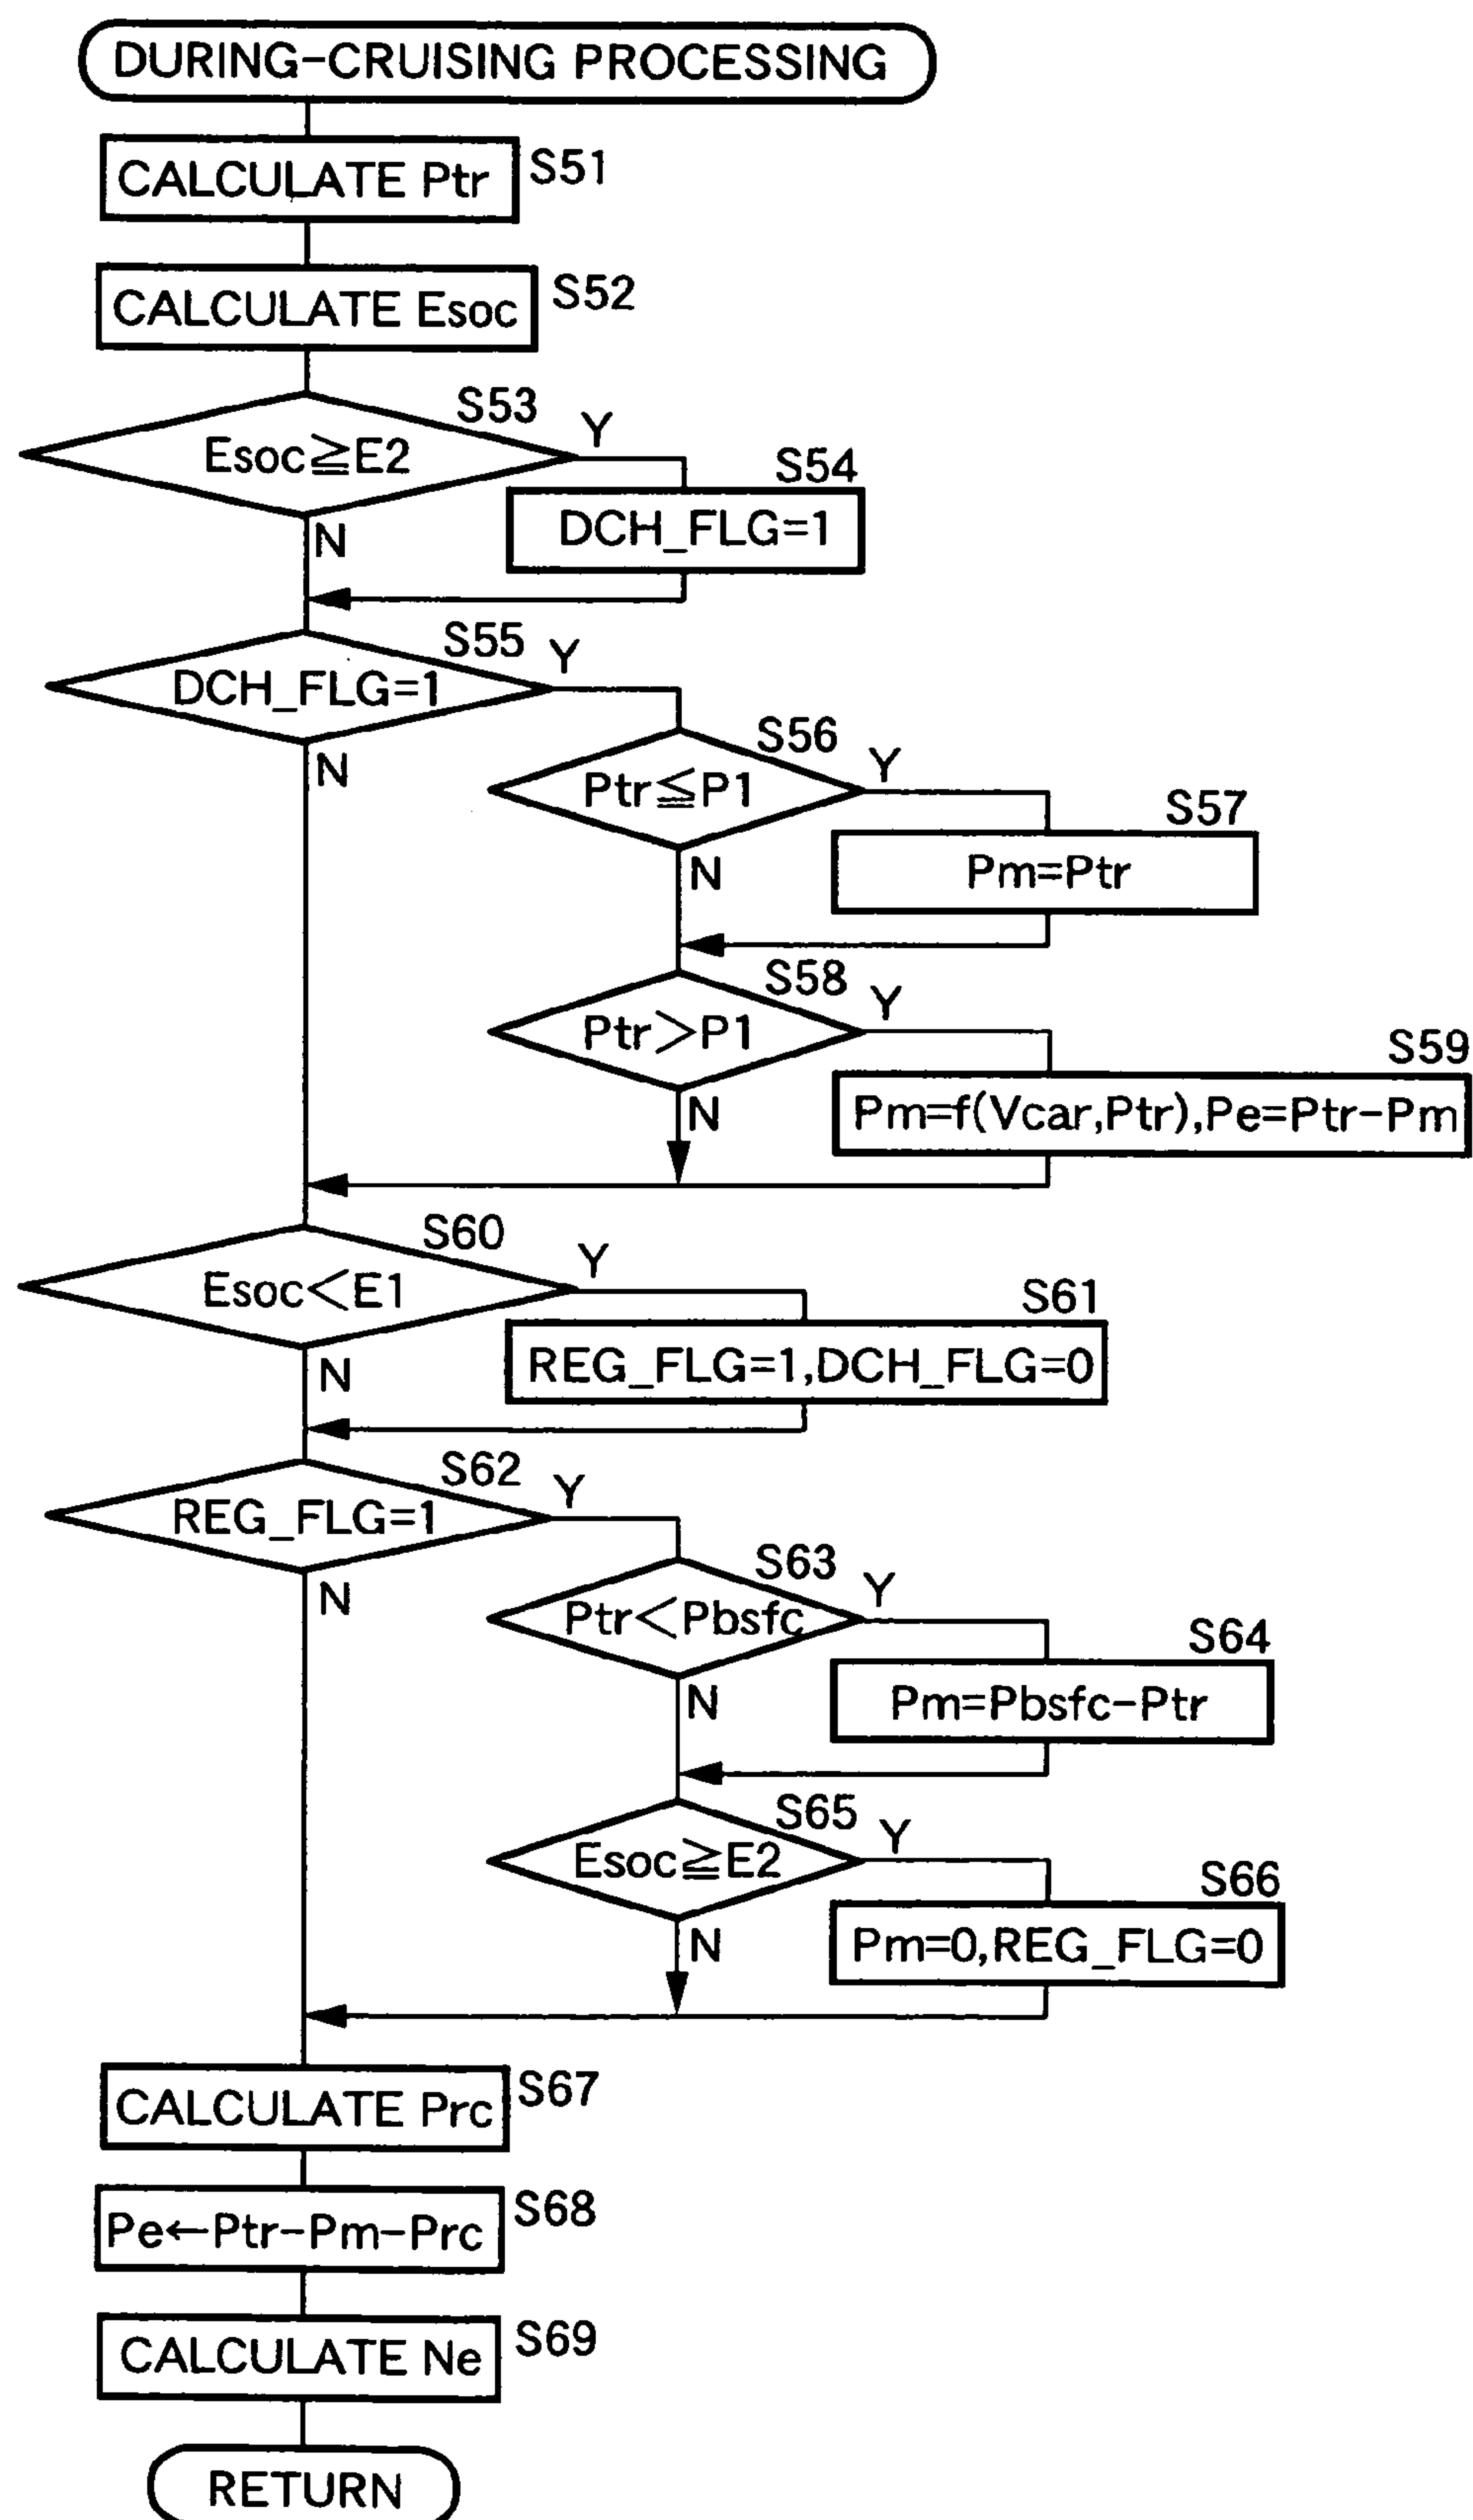 DURING-CRUISING PROCESSING
CALCULATE Ptr
S51
CALCULATE Esoc
S52
S53
Esoc≧E2
Y
N
S54
DCH_FLG=1
S55
DCH_FLG=1
Y
N
S56
Ptr≦P1
Y
N
S57
Pm=Ptr
S58
Ptr>P1
Y
N
S59
Pm=f(Vcar,Ptr),Pe=Ptr-Pm
S60
Esoc<E1
Y
N
S61
REG_FLG=1,DCH_FLG=0
S62
REG_FLG=1
Y
N
S63
Ptr<Pbsfc
Y
N
S64
Pm=Pbsfc-Ptr
S65
Esoc≧E2
Y
N
S66
Pm=0,REG_FLG=0
CALCULATE Prc
S67
Pe←Ptr-Pm-Prc
S68
CALCULATE Ne
S69
RETURN